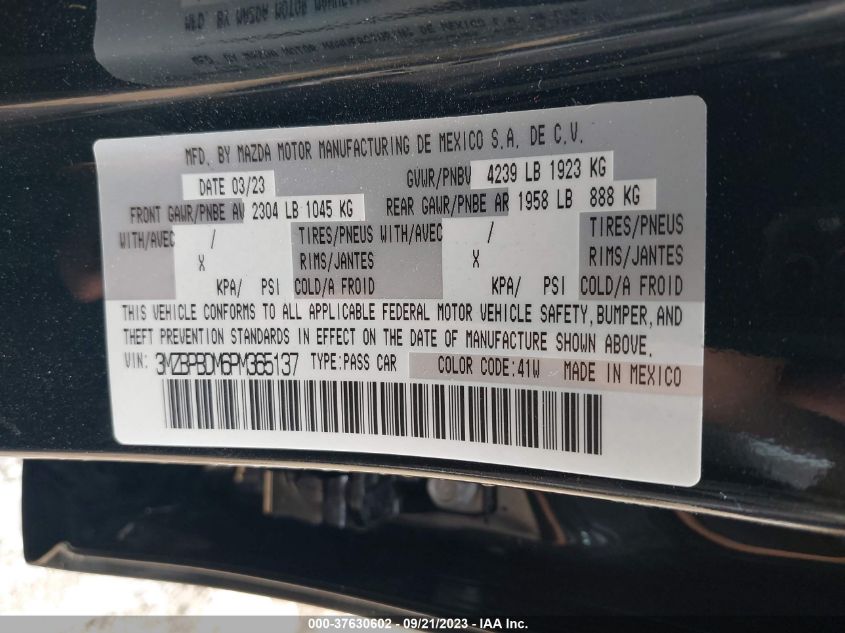 MFD. BY MAZDA MOTOR MANUFACTURING DE MEXICO S.A. DE C.V.
DATE 03/23 GVWR/PNBV 4239 LB 1923 KG
FRONT GAWR/PNBE AV 2304 LB 1045 KG REAR GAWR/PNBE AR 1958 LB 888 KG
WITH/AVEC / TIRES/PNEUS WITH/AVEC / TIRES/PNEUS
X RIMS/JANTES X RIMS/JANTES
KPA/ PSI COLD/A FROID KPA/ PSI COLD/A FROID
THIS VEHICLE CONFORMS TO ALL APPLICABLE FEDERAL MOTOR VEHICLE SAFETY, BUMPER, AND
THEFT PREVENTION STANDARDS IN EFFECT ON THE DATE OF MANUFACTURE SHOWN ABOVE.
VIN: 3MZBPBDM6PM365137 TYPE:PASS CAR COLOR CODE:41W MADE IN MEXICO
000-37630602 - 09/21/2023 - IAAI.COM